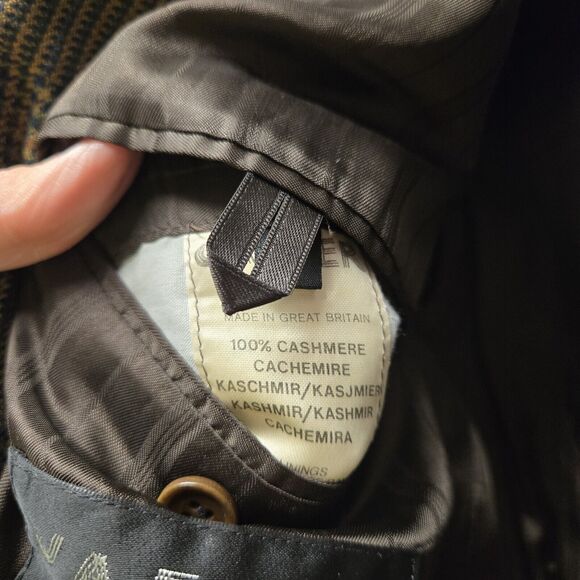 MADE IN GREAT BRITAIN
100% CASHMERE
CACHEMIRE
KASCHMIR/KASJMIER
KASHMIR/KASHMIR
CACHEMIRA